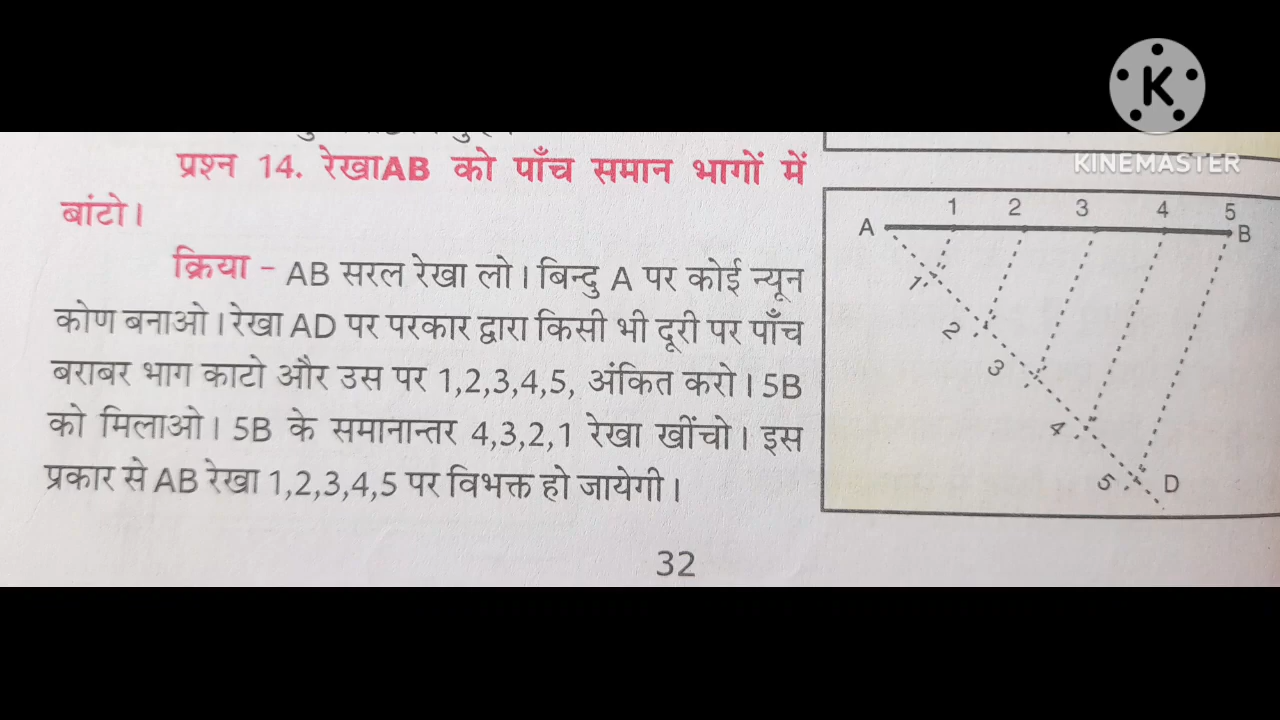 K
KINEMASTER
प्रश्न 14. रेखाAB को पाँच समान भागों में
बांटो।
क्रिया - AB सरल रेखा लो। बिन्दु A पर कोई न्यून
कोण बनाओ। रेखा AD पर परकार द्वारा किसी भी दूरी पर पाँच
बराबर भाग काटो और उस पर 1,2,3,4,5, अंकित करो। 5B
को मिलाओ। 5B के समानान्तर 4,3,2,1 रेखा खींचो। इस
प्रकार से AB रेखा 1,2,3,4,5 पर विभक्त हो जायेगी।
A 1 2 3 4 5 B
1
2
3
4
5 D
32